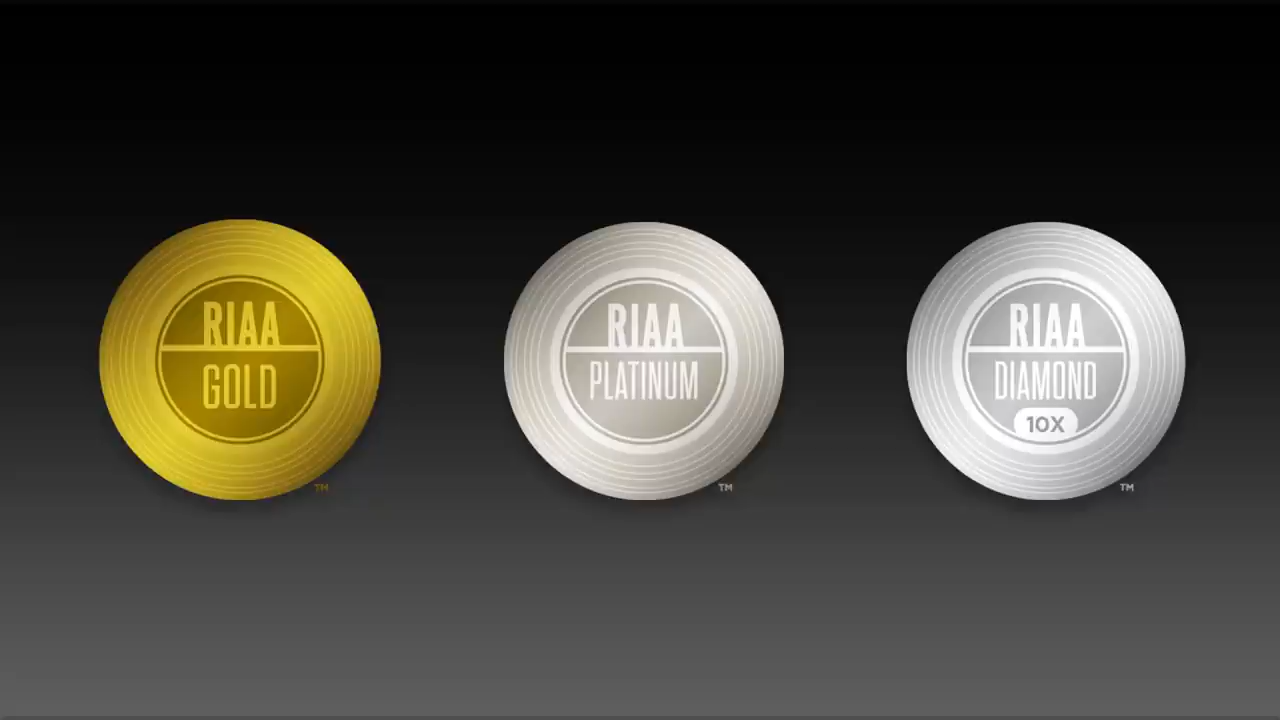 RIAA
GOLD
TM
RIAA
PLATINUM
TM
RIAA
DIAMOND
10X
TM